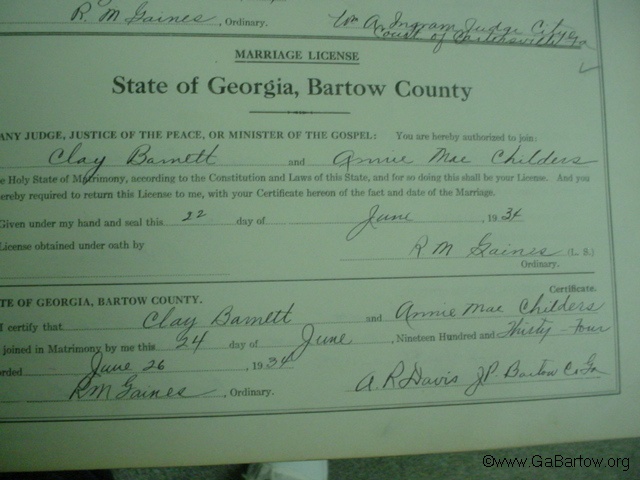 R. M Gaines, Ordinary. Wm A. Ingram Judge City
Court of Cartersville Ga
MARRIAGE LICENSE
State of Georgia, Bartow County
ANY JUDGE, JUSTICE OF THE PEACE, OR MINISTER OF THE GOSPEL: You are hereby authorized to join:
Clay Barnett and Annie Mae Childers
e Holy State of Matrimony, according to the Constitution and Laws of this State, and for so doing this shall be your License. And you
hereby required to return this License to me, with your Certificate hereon of the fact and date of the Marriage.
Given under my hand and seal this 22 day of June, 1934
License obtained under oath by R M Gaines (L. S.)
Ordinary.
Certificate.
TE OF GEORGIA, BARTOW COUNTY.
I certify that Clay Barnett and Annie Mae Childers
joined in Matrimony by me this 24 day of June, Nineteen Hundred and Thirty-four
orded June 26, 1934
RM Gaines, Ordinary. A. R Davis J.P. Bartow Co Ga
©www.GaBartow.org